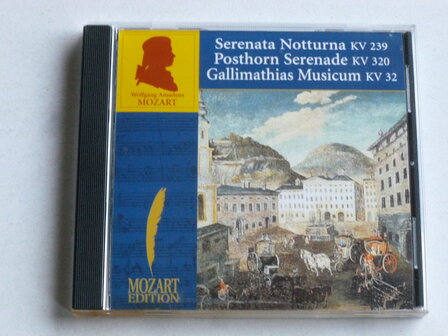 Serenata Notturna KV 239
Posthorn Serenade KV 320
Gallimathias Musicum KV 32
Wolfgang Amadeus
MOZART
MOZART
EDITION